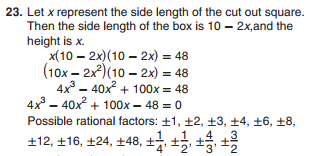 23. Let x represent the side length of the cut out square.
Then the side length of the box is 10 – 2x,and the
height is x.
x(10 – 2x)(10 – 2x) = 48
(10x – 2x²)(10 – 2x) = 48
4x³ – 40x² + 100x = 48
4x³ – 40x² + 100x – 48 = 0
Possible rational factors: ±1, ±2, ±3, ±4, ±6, ±8,
±12, ±16, ±24, ±48, ±1/4, ±1/2, ±4/3, ±3/2